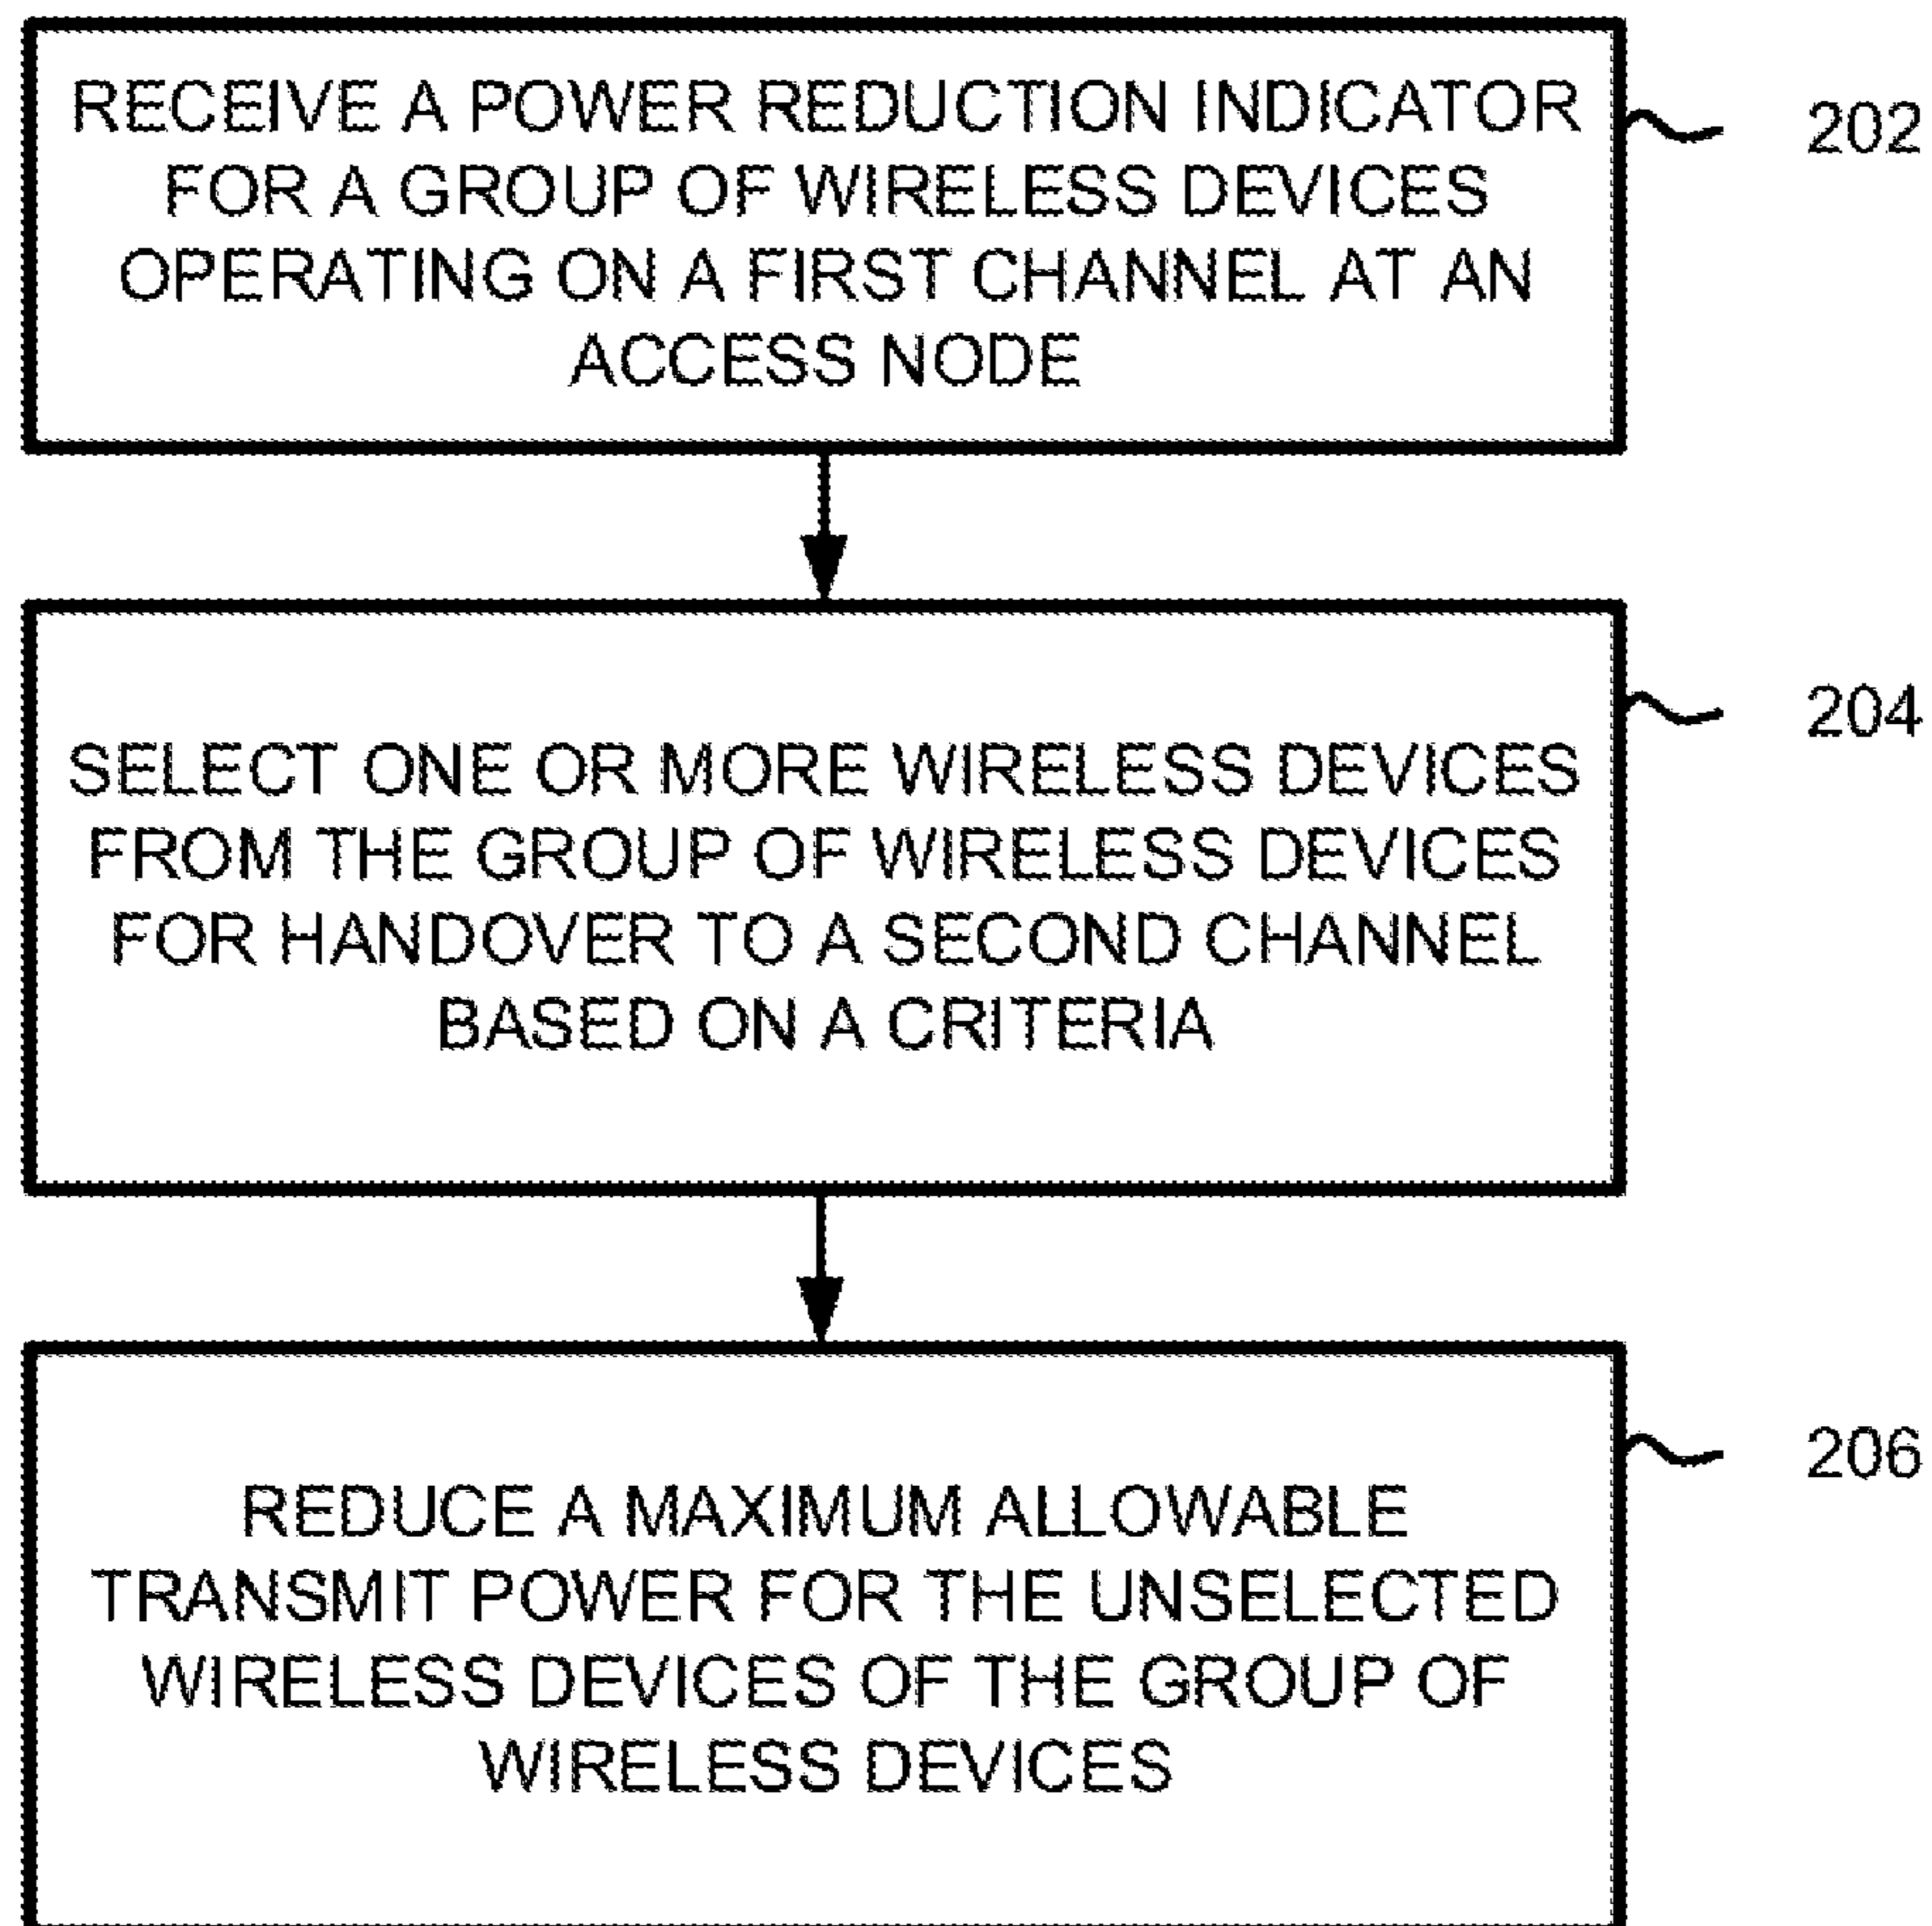 RECEIVE A POWER REDUCTION INDICATOR
FOR A GROUP OF WIRELESS DEVICES
OPERATING ON A FIRST CHANNEL AT AN
ACCESS NODE
202
SELECT ONE OR MORE WIRELESS DEVICES
FROM THE GROUP OF WIRELESS DEVICES
FOR HANDOVER TO A SECOND CHANNEL
BASED ON A CRITERIA
204
REDUCE A MAXIMUM ALLOWABLE
TRANSMIT POWER FOR THE UNSELECTED
WIRELESS DEVICES OF THE GROUP OF
WIRELESS DEVICES
206